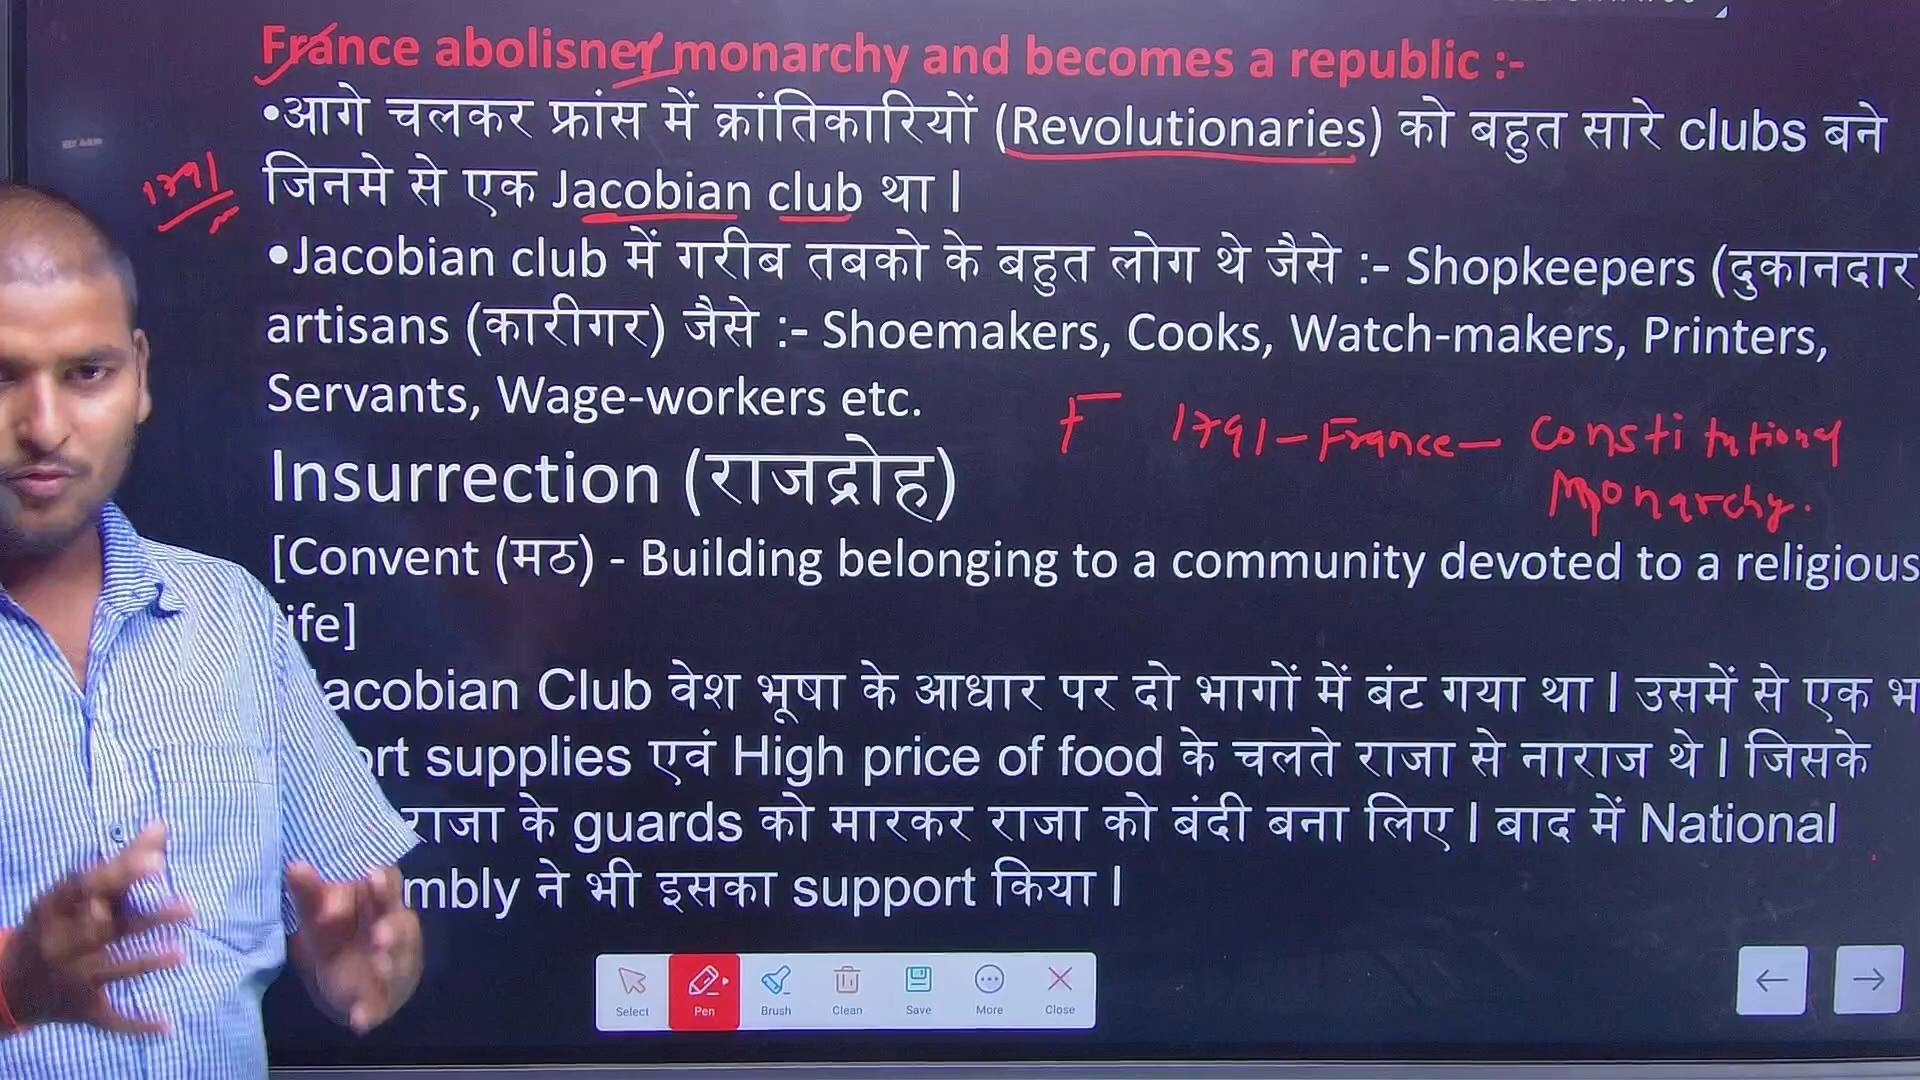 France abolisner monarchy and becomes a republic :-
•आगे चलकर फ्रांस में क्रांतिकारियों (Revolutionaries) को बहुत सारे clubs बने
1791
जिनमे से एक Jacobian club था |
•Jacobian club में गरीब तबको के बहुत लोग थे जैसे :- Shopkeepers (दुकानदार)
artisans (कारीगर) जैसे :- Shoemakers, Cooks, Watch-makers, Printers,
Servants, Wage-workers etc.
F 1791 - France - Constitutional
Monarchy.
Insurrection (राजद्रोह)
[Convent (मठ) - Building belonging to a community devoted to a religious
ife]
acobian Club वेश भूषा के आधार पर दो भागों में बंट गया था | उसमें से एक भ
ort supplies एवं High price of food के चलते राजा से नाराज थे | जिसके
राजा के guards को मारकर राजा को बंदी बना लिए | बाद में National
mbly ने भी इसका support किया |
Select Pen Brush Clean Save More Close